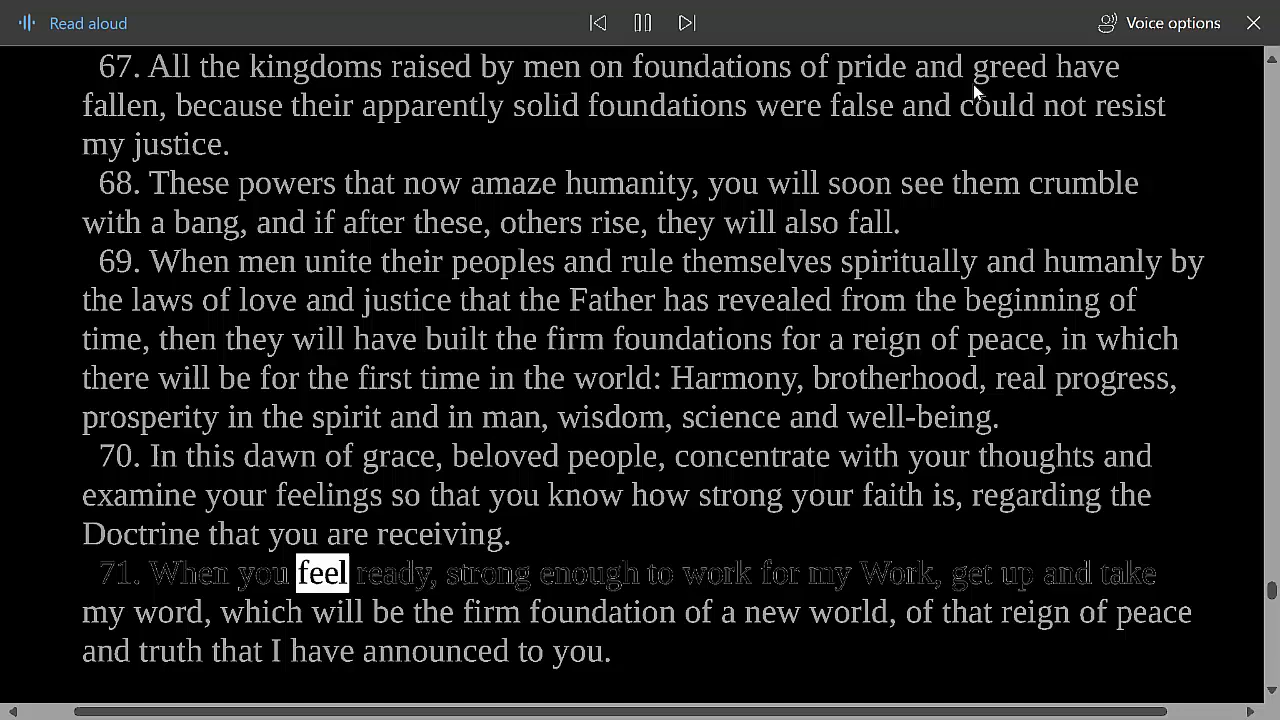 Read aloud
Voice options
67. All the kingdoms raised by men on foundations of pride and greed have
fallen, because their apparently solid foundations were false and could not resist
my justice.
68. These powers that now amaze humanity, you will soon see them crumble
with a bang, and if after these, others rise, they will also fall.
69. When men unite their peoples and rule themselves spiritually and humanly by
the laws of love and justice that the Father has revealed from the beginning of
time, then they will have built the firm foundations for a reign of peace, in which
there will be for the first time in the world: Harmony, brotherhood, real progress,
prosperity in the spirit and in man, wisdom, science and well-being.
70. In this dawn of grace, beloved people, concentrate with your thoughts and
examine your feelings so that you know how strong your faith is, regarding the
Doctrine that you are receiving.
71. When you feel ready, strong enough to work for my Work, get up and take
my word, which will be the firm foundation of a new world, of that reign of peace
and truth that I have announced to you.